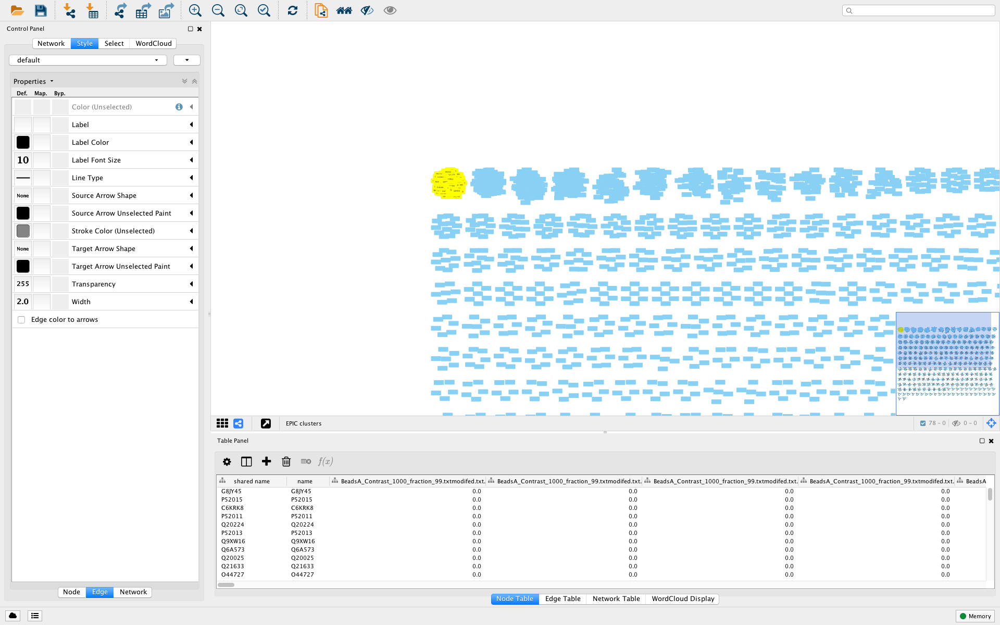 Control Panel
Network Style Select WordCloud
default
Properties
Def. Map. Byp.
Color (Unselected)
Label
Label Color
10 Label Font Size
Line Type
None Source Arrow Shape
Source Arrow Unselected Paint
Stroke Color (Unselected)
None Target Arrow Shape
Target Arrow Unselected Paint
255 Transparency
2.0 Width
Edge color to arrows
Node Edge Network
EPIC clusters
78 - 0 0 - 0
Table Panel
f(x)
shared name name BeadsA_Contrast_1000_fraction_99.txtmodifed.txt. BeadsA_Contrast_1000_fraction_99.txtmodifed.txt. BeadsA_Contrast_1000_fraction_99.txtmodifed.txt. BeadsA_Contrast_1000_fraction_99.txtmodifed.txt. BeadsA
G8JY45 G8JY45 0.0 0.0 0.0 0.0
P52015 P52015 0.0 0.0 0.0 0.0
C6KRK8 C6KRK8 0.0 0.0 0.0 0.0
P52011 P52011 0.0 0.0 0.0 0.0
Q20224 Q20224 0.0 0.0 0.0 0.0
P52013 P52013 0.0 0.0 0.0 0.0
Q9XW16 Q9XW16 0.0 0.0 0.0 0.0
Q6A573 Q6A573 0.0 0.0 0.0 0.0
Q20025 Q20025 0.0 0.0 0.0 0.0
Q21633 Q21633 0.0 0.0 0.0 0.0
O44727 O44727 0.0 0.0 0.0 0.0
Node Table Edge Table Network Table WordCloud Display
Memory